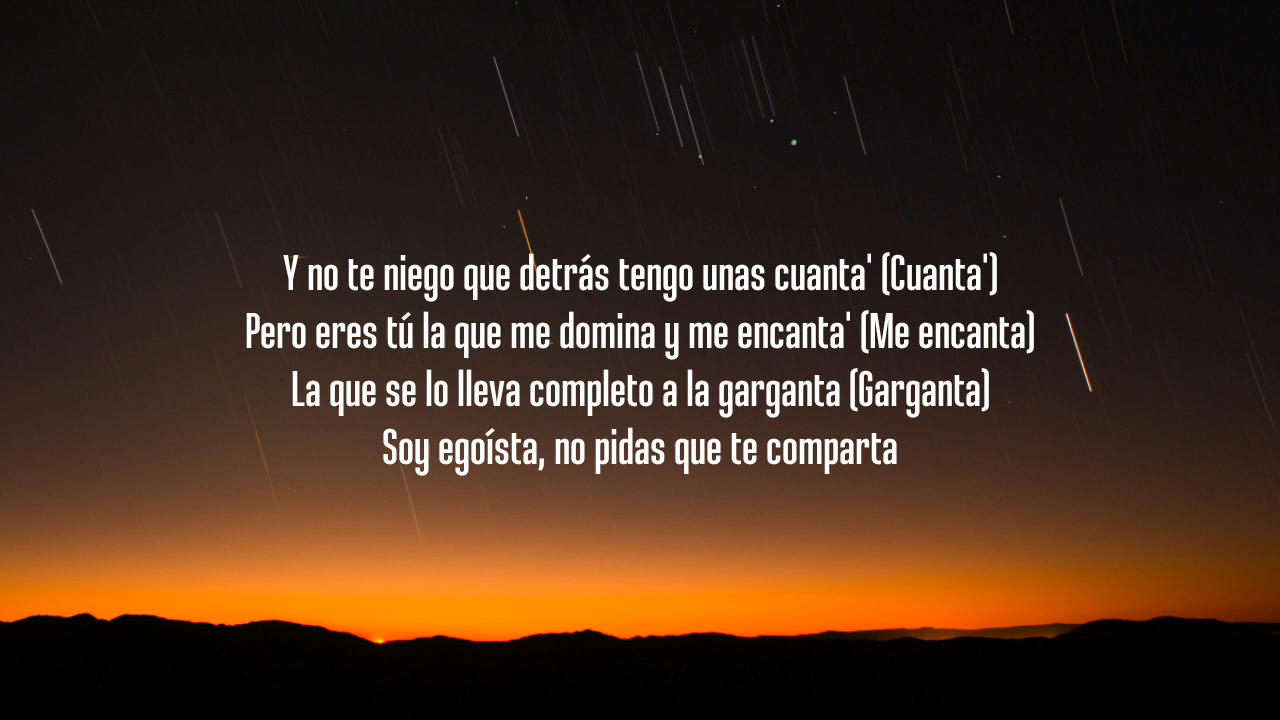 Y no te niego que detrás tengo unas cuanta' (Cuanta')
Pero eres tú la que me domina y me encanta' (Me encanta)
La que se lo lleva completo a la garganta (Garganta)
Soy egoísta, no pidas que te comparta